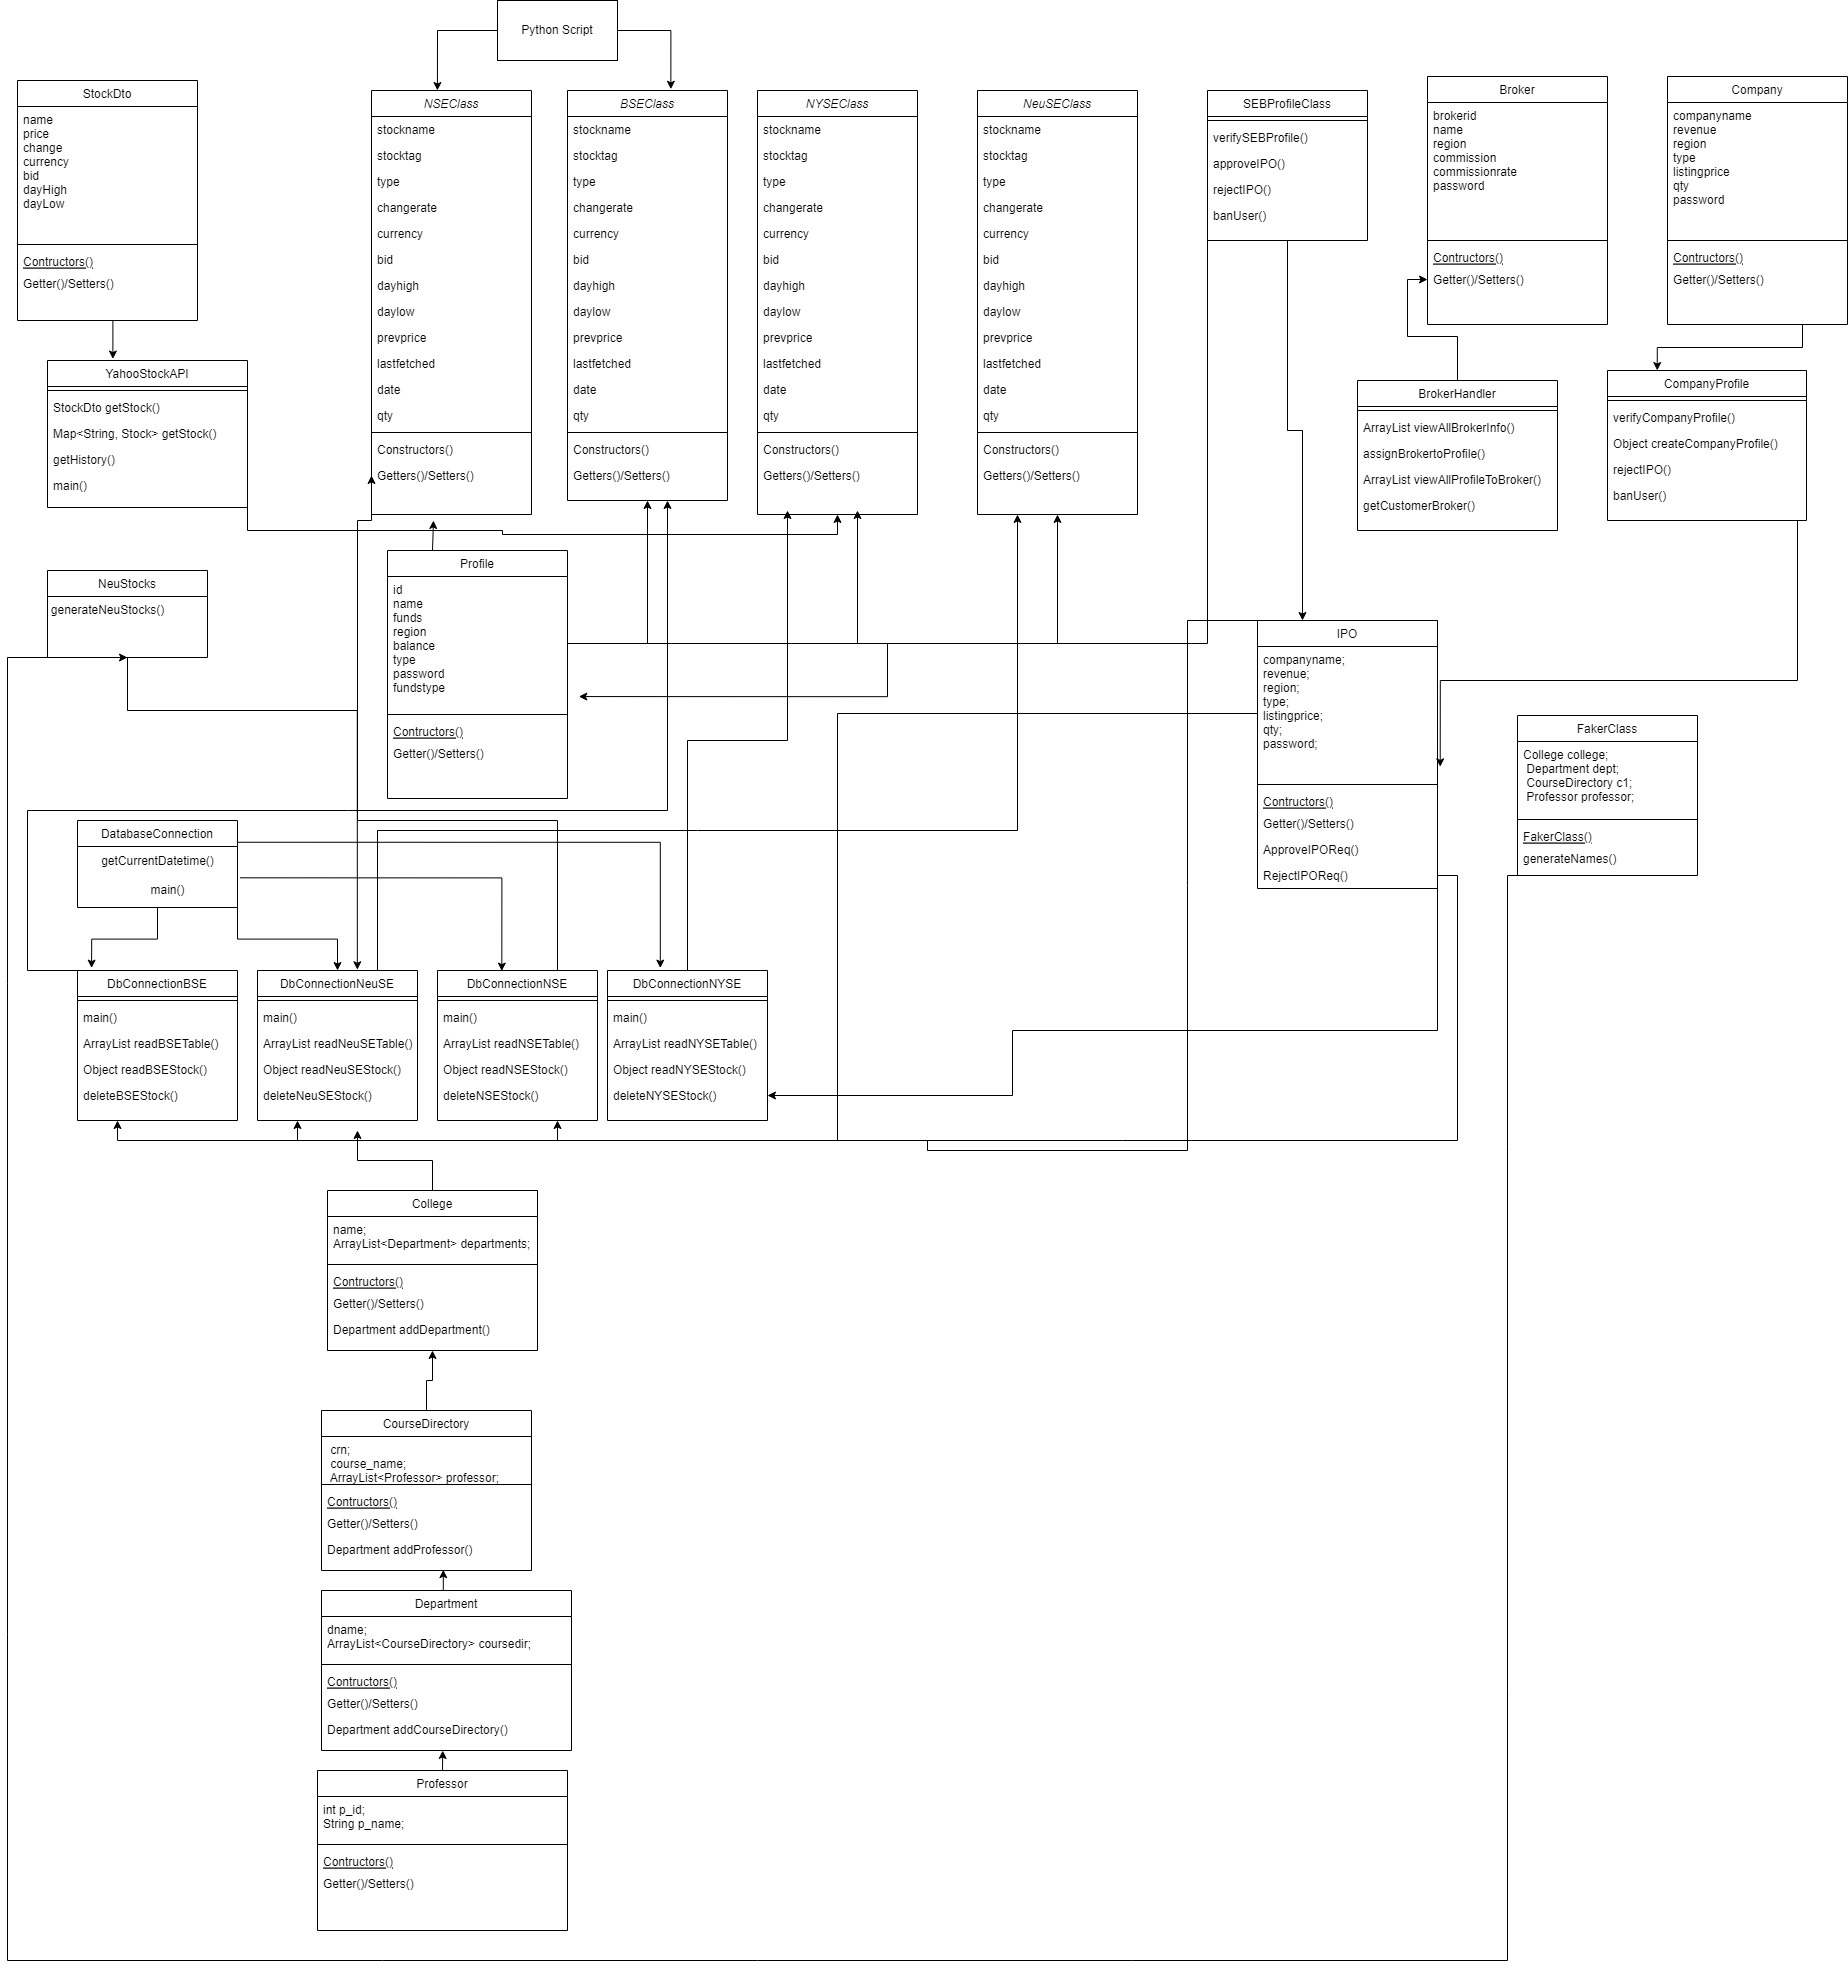 Python Script
StockDto
name
price
change
currency
bid
dayHigh
dayLow
Contructors()
Getter()/Setters()
NSEClass
stockname
stocktag
type
changerate
currency
bid
dayhigh
daylow
prevprice
lastfetched
date
qty
Constructors()
Getters()/Setters()
BSEClass
stockname
stocktag
type
changerate
currency
bid
dayhigh
daylow
prevprice
lastfetched
date
qty
Constructors()
Getters()/Setters()
NYSEClass
stockname
stocktag
type
changerate
currency
bid
dayhigh
daylow
prevprice
lastfetched
date
qty
Constructors()
Getters()/Setters()
NeuSEClass
stockname
stocktag
type
changerate
currency
bid
dayhigh
daylow
prevprice
lastfetched
date
qty
Constructors()
Getters()/Setters()
SEBProfileClass
verifySEBProfile()
approveIPO()
rejectIPO()
banUser()
Broker
brokerid
name
region
commission
commissionrate
password
Contructors()
Getter()/Setters()
Company
companyname
revenue
region
type
listingprice
qty
password
Contructors()
Getter()/Setters()
YahooStockAPI
StockDto getStock()
Map<String, Stock> getStock()
getHistory()
main()
BrokerHandler
ArrayList viewAllBrokerInfo()
assignBrokertoProfile()
ArrayList viewAllProfileToBroker()
getCustomerBroker()
CompanyProfile
verifyCompanyProfile()
Object createCompanyProfile()
rejectIPO()
banUser()
NeuStocks
generateNeuStocks()
Profile
id
name
funds
region
balance
type
password
fundstype
Contructors()
Getter()/Setters()
IPO
companyname;
revenue;
region;
type;
listingprice;
qty;
password;
Contructors()
Getter()/Setters()
ApproveIPOReq()
RejectIPOReq()
FakerClass
College college;
Department dept;
CourseDirectory c1;
Professor professor;
FakerClass()
generateNames()
DatabaseConnection
getCurrentDatetime()
main()
DbConnectionBSE
main()
ArrayList readBSETable()
Object readBSEStock()
deleteBSEStock()
DbConnectionNeuSE
main()
ArrayList readNeuSETable()
Object readNeuSEStock()
deleteNeuSEStock()
DbConnectionNSE
main()
ArrayList readNSETable()
Object readNSEStock()
deleteNSEStock()
DbConnectionNYSE
main()
ArrayList readNYSETable()
Object readNYSEStock()
deleteNYSEStock()
College
name;
ArrayList<Department> departments;
Contructors()
Getter()/Setters()
Department addDepartment()
CourseDirectory
crn;
course_name;
ArrayList<Professor> professor;
Contructors()
Getter()/Setters()
Department addProfessor()
Department
dname;
ArrayList<CourseDirectory> coursedir;
Contructors()
Getter()/Setters()
Department addCourseDirectory()
Professor
int p_id;
String p_name;
Contructors()
Getter()/Setters()